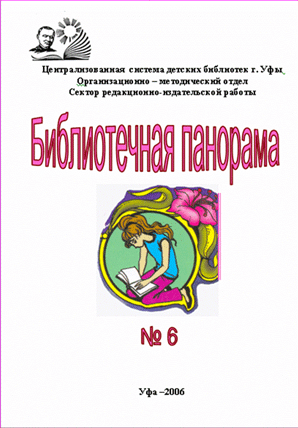 Централизованная система детских библиотек г. Уфы
Организационно – методический отдел
Сектор редакционно-издательской работы
Библиотечная панорама
№ 6
Уфа –2006